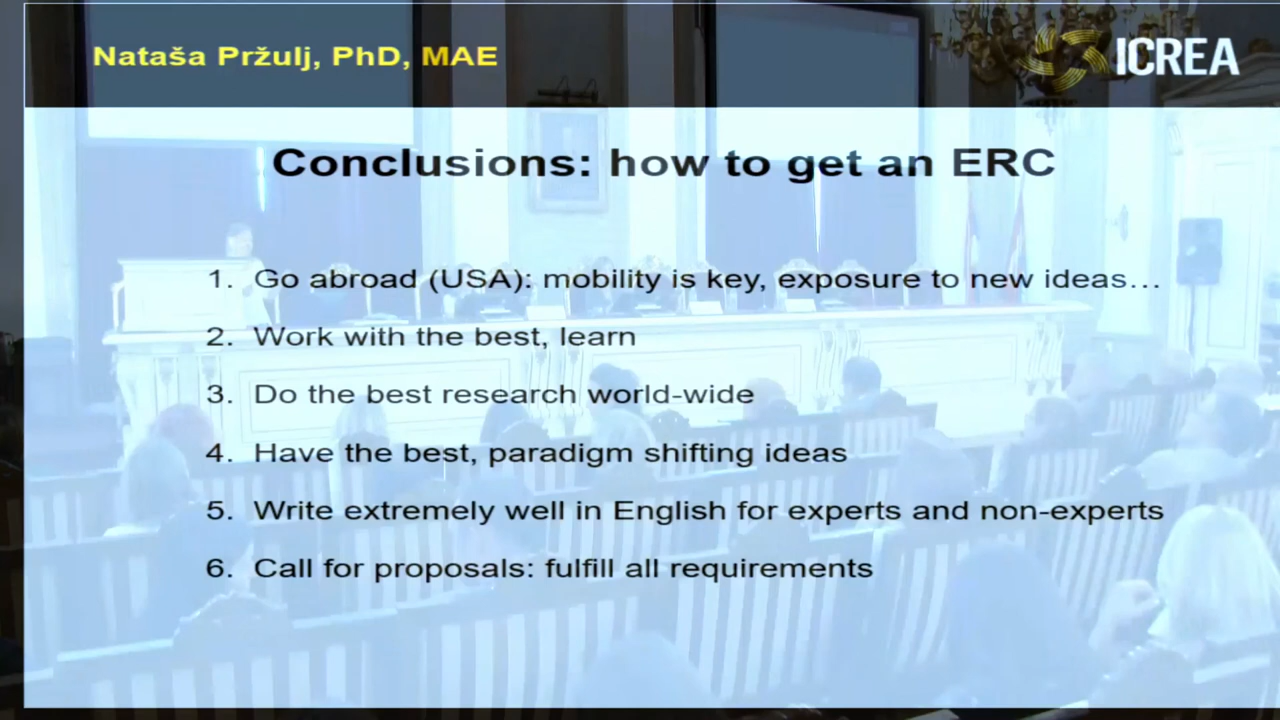 Nataša Pržulj, PhD, MAE
ICREA
Conclusions: how to get an ERC
1. Go abroad (USA): mobility is key, exposure to new ideas…
2. Work with the best, learn
3. Do the best research world-wide
4. Have the best, paradigm shifting ideas
5. Write extremely well in English for experts and non-experts
6. Call for proposals: fulfill all requirements